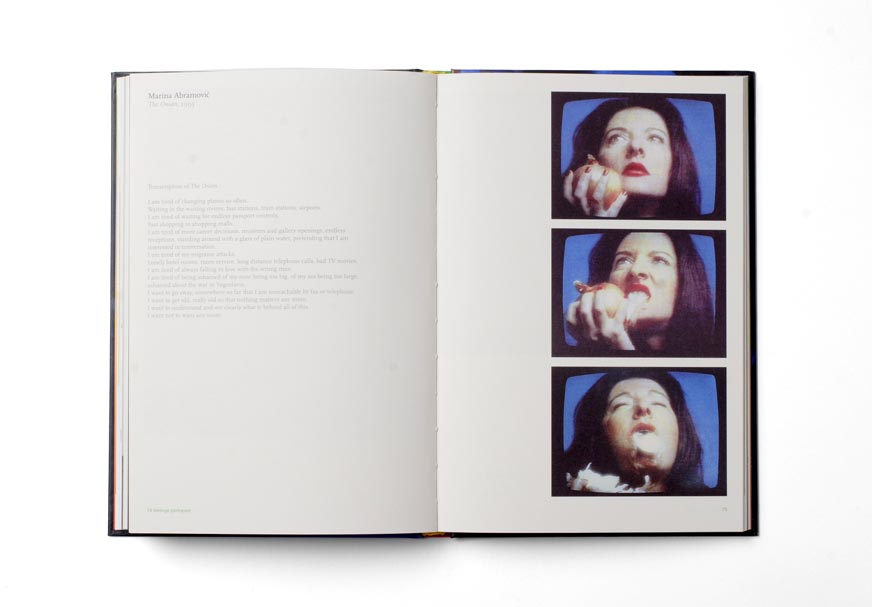 Marina Abramović
The Onion, 1995
Transcription of The Onion
I am tired of changing planes so often.
Waiting in the waiting rooms, bus stations, train stations, airports.
I am tired of waiting for endless passport controls.
Fast shopping in shopping malls.
I am tired of more career decisions, museum and gallery openings, endless
receptions, standing around with a glass of plain water, pretending that I am
interested in conversation.
I am tired of my migraine attacks.
Lonely hotel rooms, room service, long distance telephone calls, bad TV movies.
I am tired of always falling in love with the wrong man.
I am tired of being ashamed of my nose being too big, of my ass being too large,
ashamed about the war in Yugoslavia.
I want to go away, somewhere so far that I am unreachable by fax or telephone.
I want to get old, really old so that nothing matters any more.
I want to understand and see clearly what is behind all of this.
I want not to want any more.
74
75